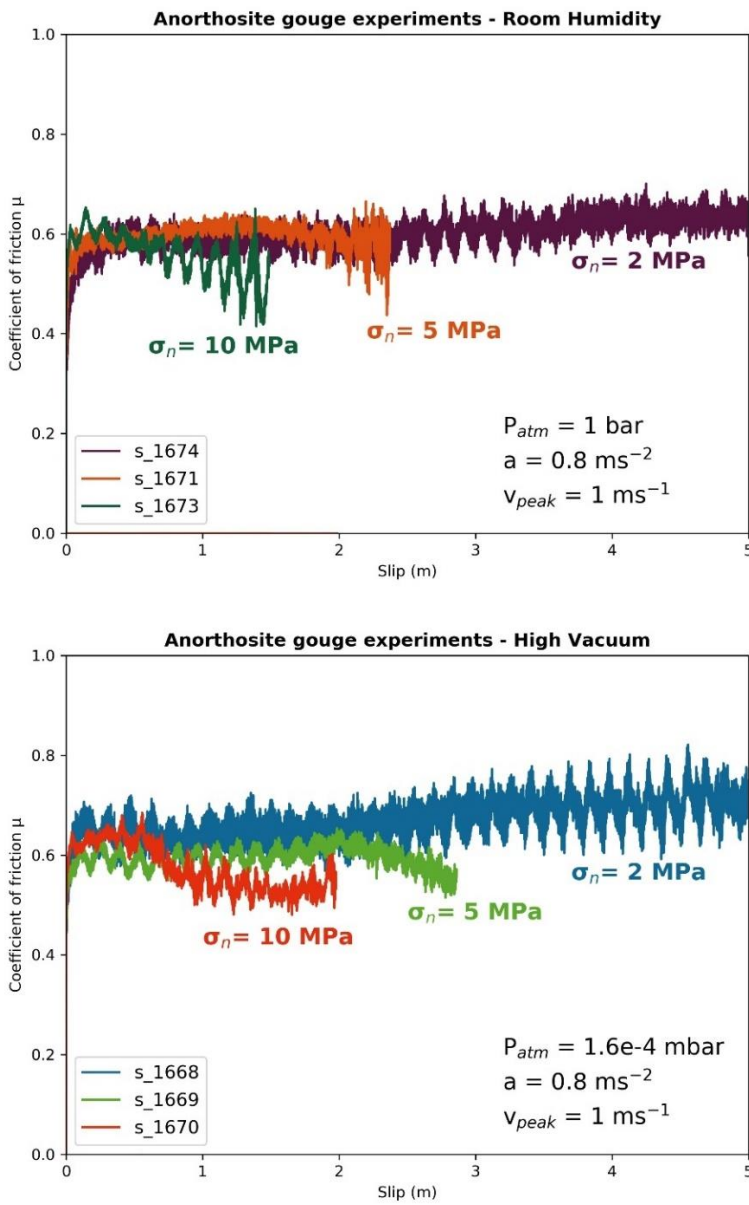 Anorthosite gouge experiments - Room Humidity
1.0
0.8
0.6
0.4
0.2
0.0
Coefficient of friction μ
σn= 2 MPa
σn= 5 MPa
σn= 10 MPa
Patm = 1 bar
a = 0.8 ms−2
vpeak = 1 ms−1
s_1674
s_1671
s_1673
0 1 2 3 4 5
Slip (m)
Anorthosite gouge experiments - High Vacuum
1.0
0.8
0.6
0.4
0.2
0.0
Coefficient of friction μ
σn= 2 MPa
σn= 5 MPa
σn= 10 MPa
Patm = 1.6e-4 mbar
a = 0.8 ms−2
vpeak = 1 ms−1
s_1668
s_1669
s_1670
0 1 2 3 4 5
Slip (m)